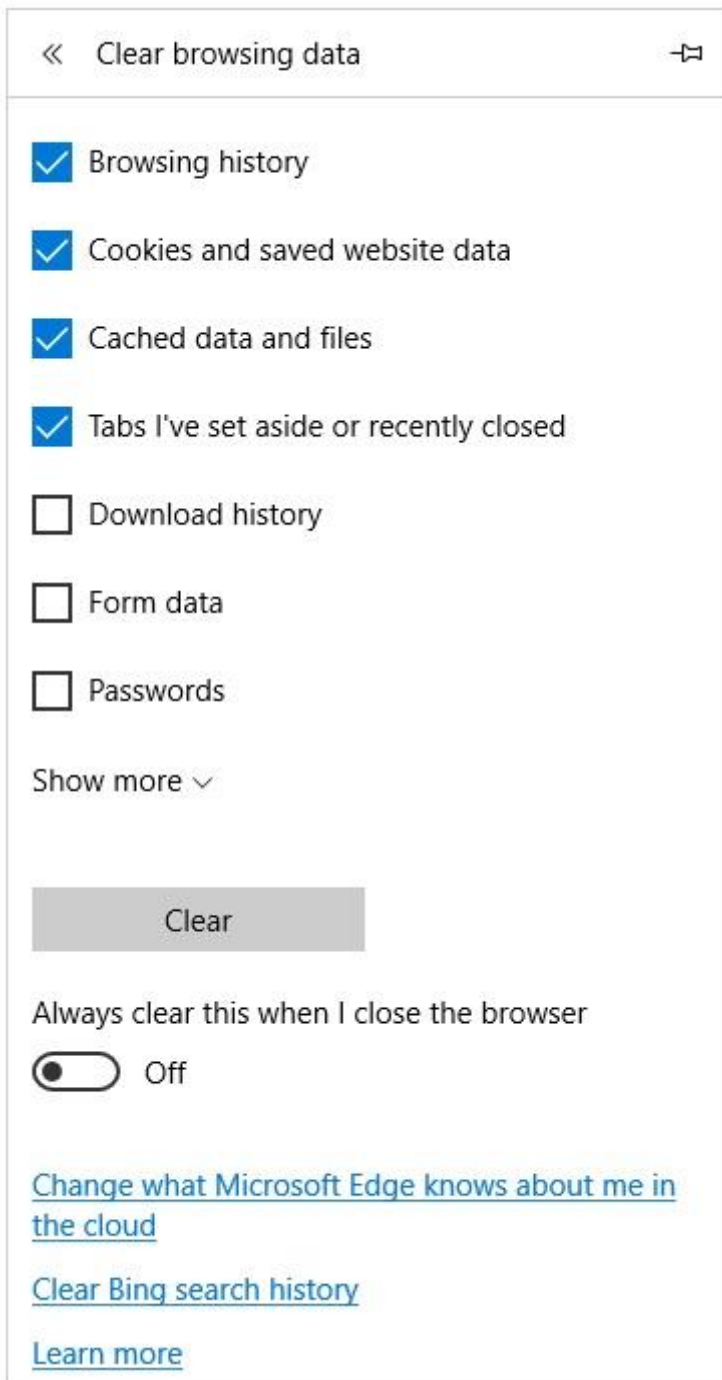 Clear browsing data
Browsing history
Cookies and saved website data
Cached data and files
Tabs I've set aside or recently closed
Download history
Form data
Passwords
Show more
Clear
Always clear this when I close the browser
Off
Change what Microsoft Edge knows about me in
the cloud
Clear Bing search history
Learn more